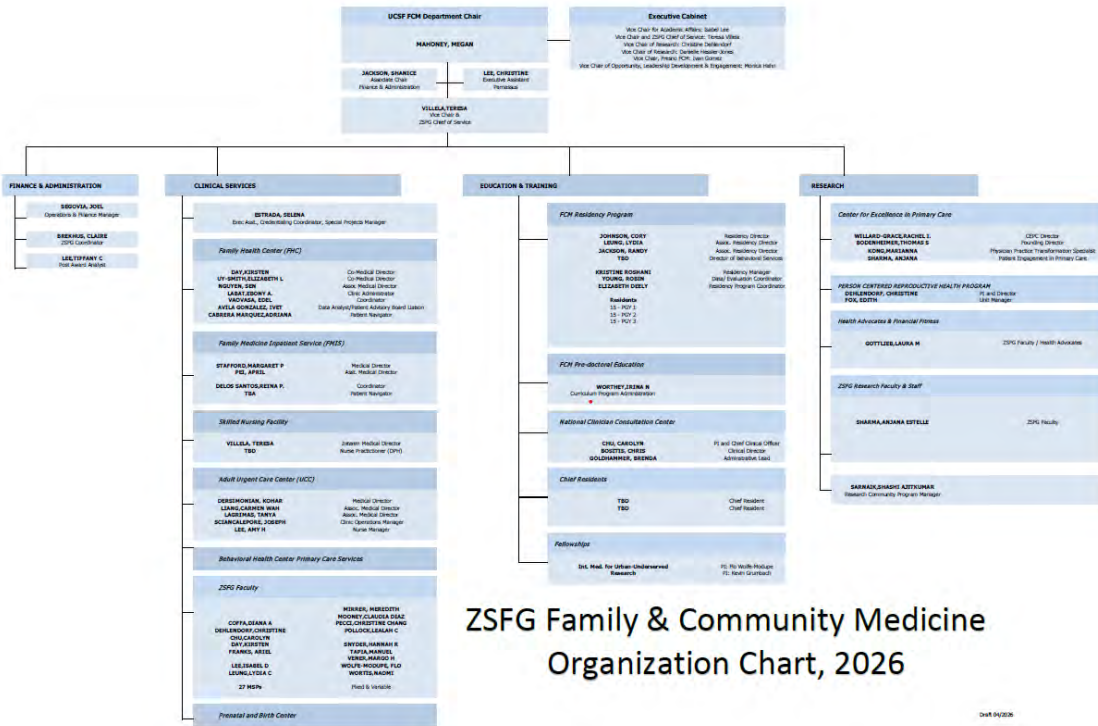 UCSF FCM Department Chair
MAHONEY, MEGAN
Executive Cabinet
Vice Chair for Academic Affairs: Isabel Lee
Vice Chair and ZSFG Chief of Service: Teresa Villela
Vice Chair of Research: Christine Dehlendorf
Vice Chair of Research: Danielle Hessler-Jones
Vice Chair, Fresno FCM: Ivan Gomez
Vice Chair of Opportunity, Leadership Development & Engagement: Monica Hahn
JACKSON, SHANICE
Associate Chair
Finance & Administration
LEE, CHRISTINE
Executive Assistant
Parnassus
VILLELA,TERESA
Vice Chair &
ZSFG Chief of Service
FINANCE & ADMINISTRATION
SEGOVIA, JOEL
Operations & Finance Manager
BREKHUS, CLAIRE
ZSFG Coordinator
LEE,TIFFANY C
Post Award Analyst
CLINICAL SERVICES
ESTRADA, SELENA
Exec Asst., Credentialing Coordinator, Special Projects Manager
Family Health Center (FHC)
DAY,KIRSTEN Co-Medical Director
UY-SMITH,ELIZABETH L Co-Medical Director
NGUYEN, SEN Assoc Medical Director
LABAT,EBONY A. Clinic Administrator
VAOVASA, EDEL Coordinator
AVILA GONZALEZ, IVET Data Analyst/Patient Advisory Board Liaison
CABRERA MARQUEZ,ADRIANA Patient Navigator
Family Medicine Inpatient Service (FMIS)
STAFFORD,MARGARET P Medical Director
PEI, APRIL Asst. Medical Director
DELOS SANTOS,REINA P. Coordinator
TBA Patient Navigator
Skilled Nursing Facility
VILLELA, TERESA Interim Medical Director
TBD Nurse Practitioner (DPH)
Adult Urgent Care Center (UCC)
DERSIMONIAN, KOHAR Medical Director
LIANG,CARMEN WAH Assoc. Medical Director
LAGRIMAS, TANYA Assoc. Medical Director
SCIANCALEPORE, JOSEPH Clinic Operations Manager
LEE, AMY H Nurse Manager
Behavioral Health Center Primary Care Services
ZSFG Faculty
MIRRER, MEREDITH
MOONEY,CLAUDIA DIAZ
COFFA,DIANA A PECCI,CHRISTINE CHANG
DEHLENDORF,CHRISTINE POLLOCK,LEALAH C
CHU,CAROLYN
DAY,KIRSTEN SNYDER,HANNAH R
FRANKS, ARIEL TAPIA,MANUEL
VENER,MARGO H
LEE,ISABEL D WOLFE-MODUPE, FLO
LEUNG,LYDIA C WORTIS,NAOMI
27 MSPs Fixed & Variable
Prenatal and Birth Center
EDUCATION & TRAINING
FCM Residency Program
JOHNSON, CORY Residency Director
LEUNG, LYDIA Assoc. Residency Director
JACKSON, RANDY Assoc. Residency Director
TBD Director of Behavioral Services
KRISTINE ROSHANI Residency Manager
YOUNG, ROBIN Data/ Evaluation Coordinator
ELIZABETH DEELY Residency Program Coordinator
Residents
15 - PGY 1
15 - PGY 2
15 - PGY 3
FCM Pre-doctoral Education
WORTHEY,IRINA N
Curriculum Program Administration
National Clinician Consultation Center
CHU, CAROLYN PI and Chief Clinical Officer
BOSITIS, CHRIS Clinical Director
GOLDHAMMER, BRENDA Administrative Lead
Chief Residents
TBD Chief Resident
TBD Chief Resident
Fellowships
Int. Med. for Urban-Underserved PI: Flo Wolfe-Modupe
Research PI: Kevin Grumbach
RESEARCH
Center for Excellence in Primary Care
WILLARD-GRACE,RACHEL I. CEPC Director
BODENHEIMER,THOMAS S Founding Director
KONG,MARIANNA Physician Practice Transformation Specialist
SHARMA, ANJANA Patient Engagement in Primary Care
PERSON CENTERED REPRODUCTIVE HEALTH PROGRAM
DEHLENDORF, CHRISTINE PI and Director
FOX, EDITH Unit Manager
Health Advocates & Financial Fitness
GOTTLIEB,LAURA M ZSFG Faculty / Health Advocates
ZSFG Research Faculty & Staff
SHARMA,ANJANA ESTELLE ZSFG Faculty
SARNAIK,SHASHI AJITKUMAR
Research Community Program Manager
ZSFG Family & Community Medicine
Organization Chart, 2026
Draft 04/2026